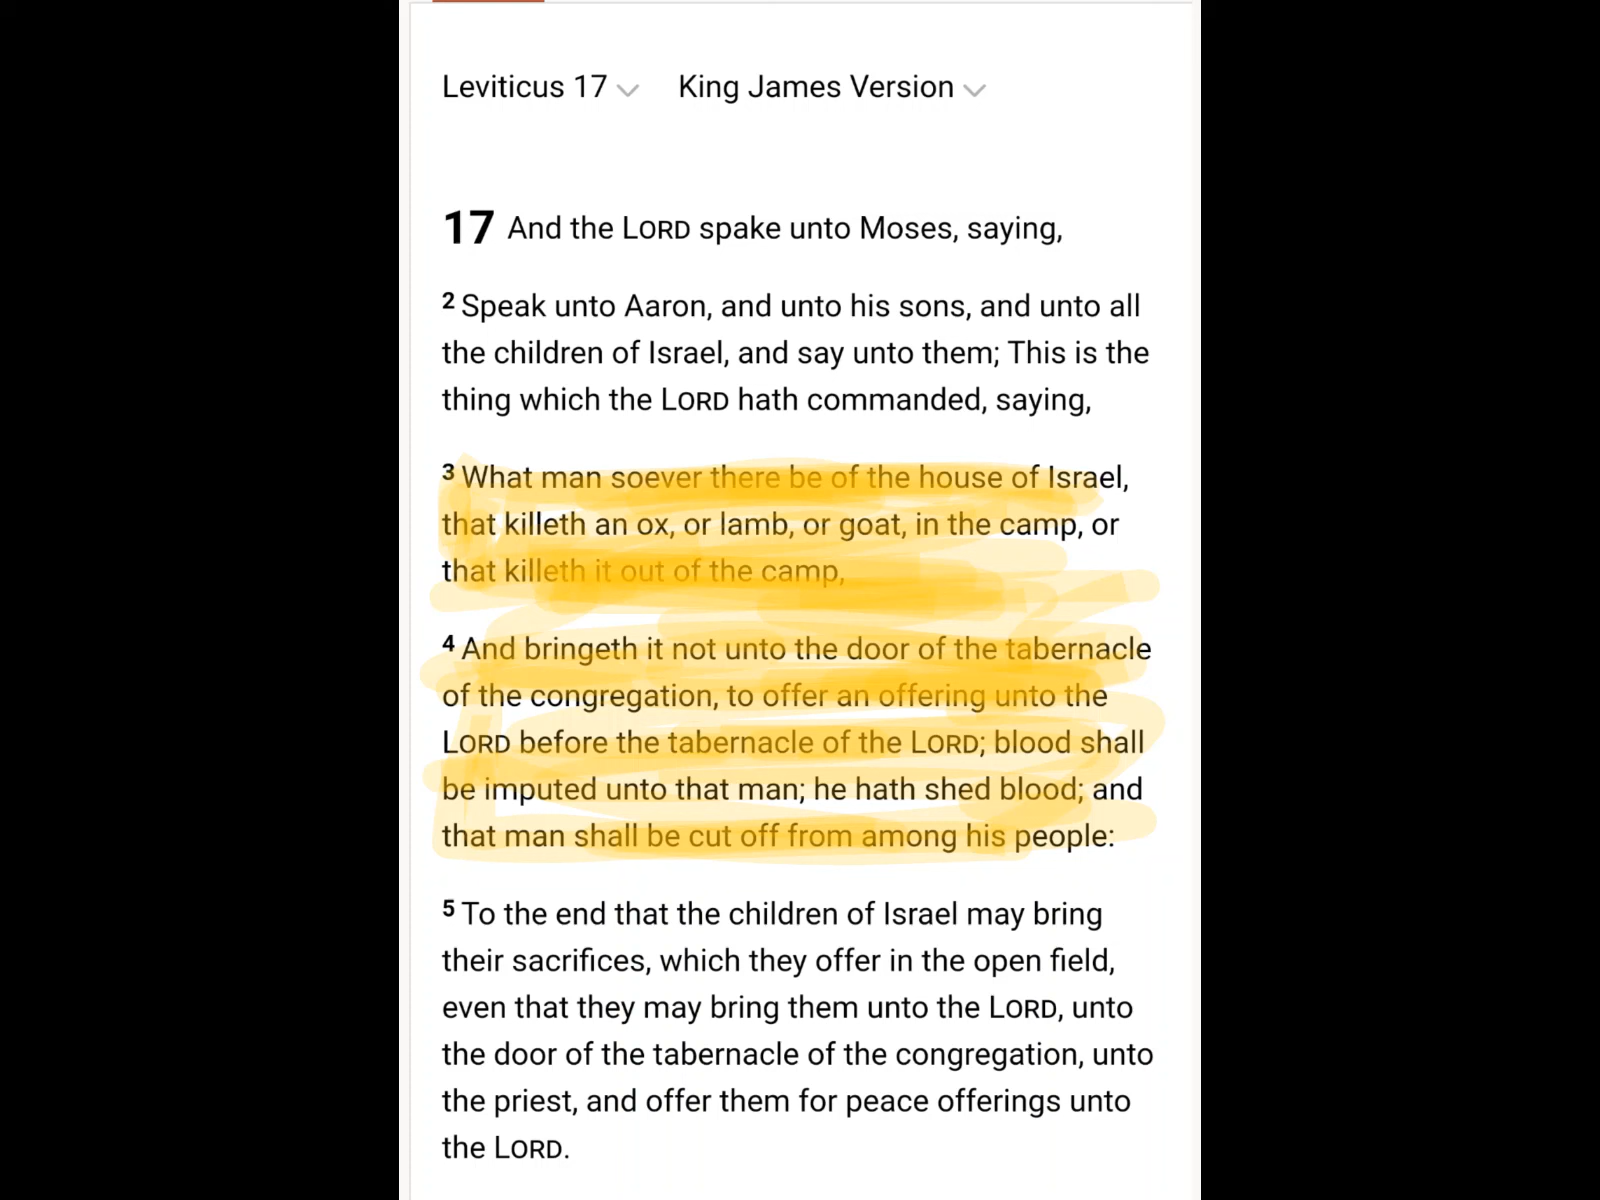 Leviticus 17 King James Version
17 And the LORD spake unto Moses, saying,
2 Speak unto Aaron, and unto his sons, and unto all
the children of Israel, and say unto them; This is the
thing which the LORD hath commanded, saying,
3 What man soever there be of the house of Israel,
that killeth an ox, or lamb, or goat, in the camp, or
that killeth it out of the camp,
4 And bringeth it not unto the door of the tabernacle
of the congregation, to offer an offering unto the
LORD before the tabernacle of the LORD; blood shall
be imputed unto that man; he hath shed blood; and
that man shall be cut off from among his people:
5 To the end that the children of Israel may bring
their sacrifices, which they offer in the open field,
even that they may bring them unto the LORD, unto
the door of the tabernacle of the congregation, unto
the priest, and offer them for peace offerings unto
the LORD.